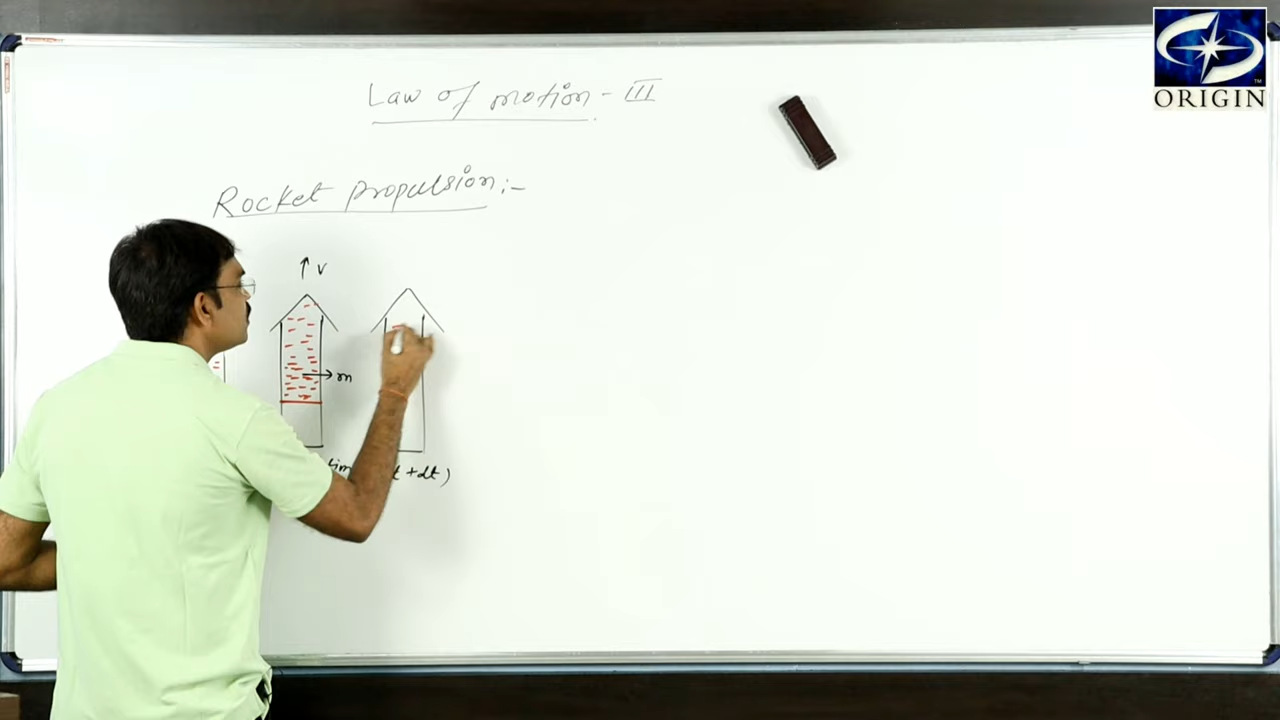 ORIGIN
Law of motion - III
Rocket propulsion :-
v
m
t + dt )